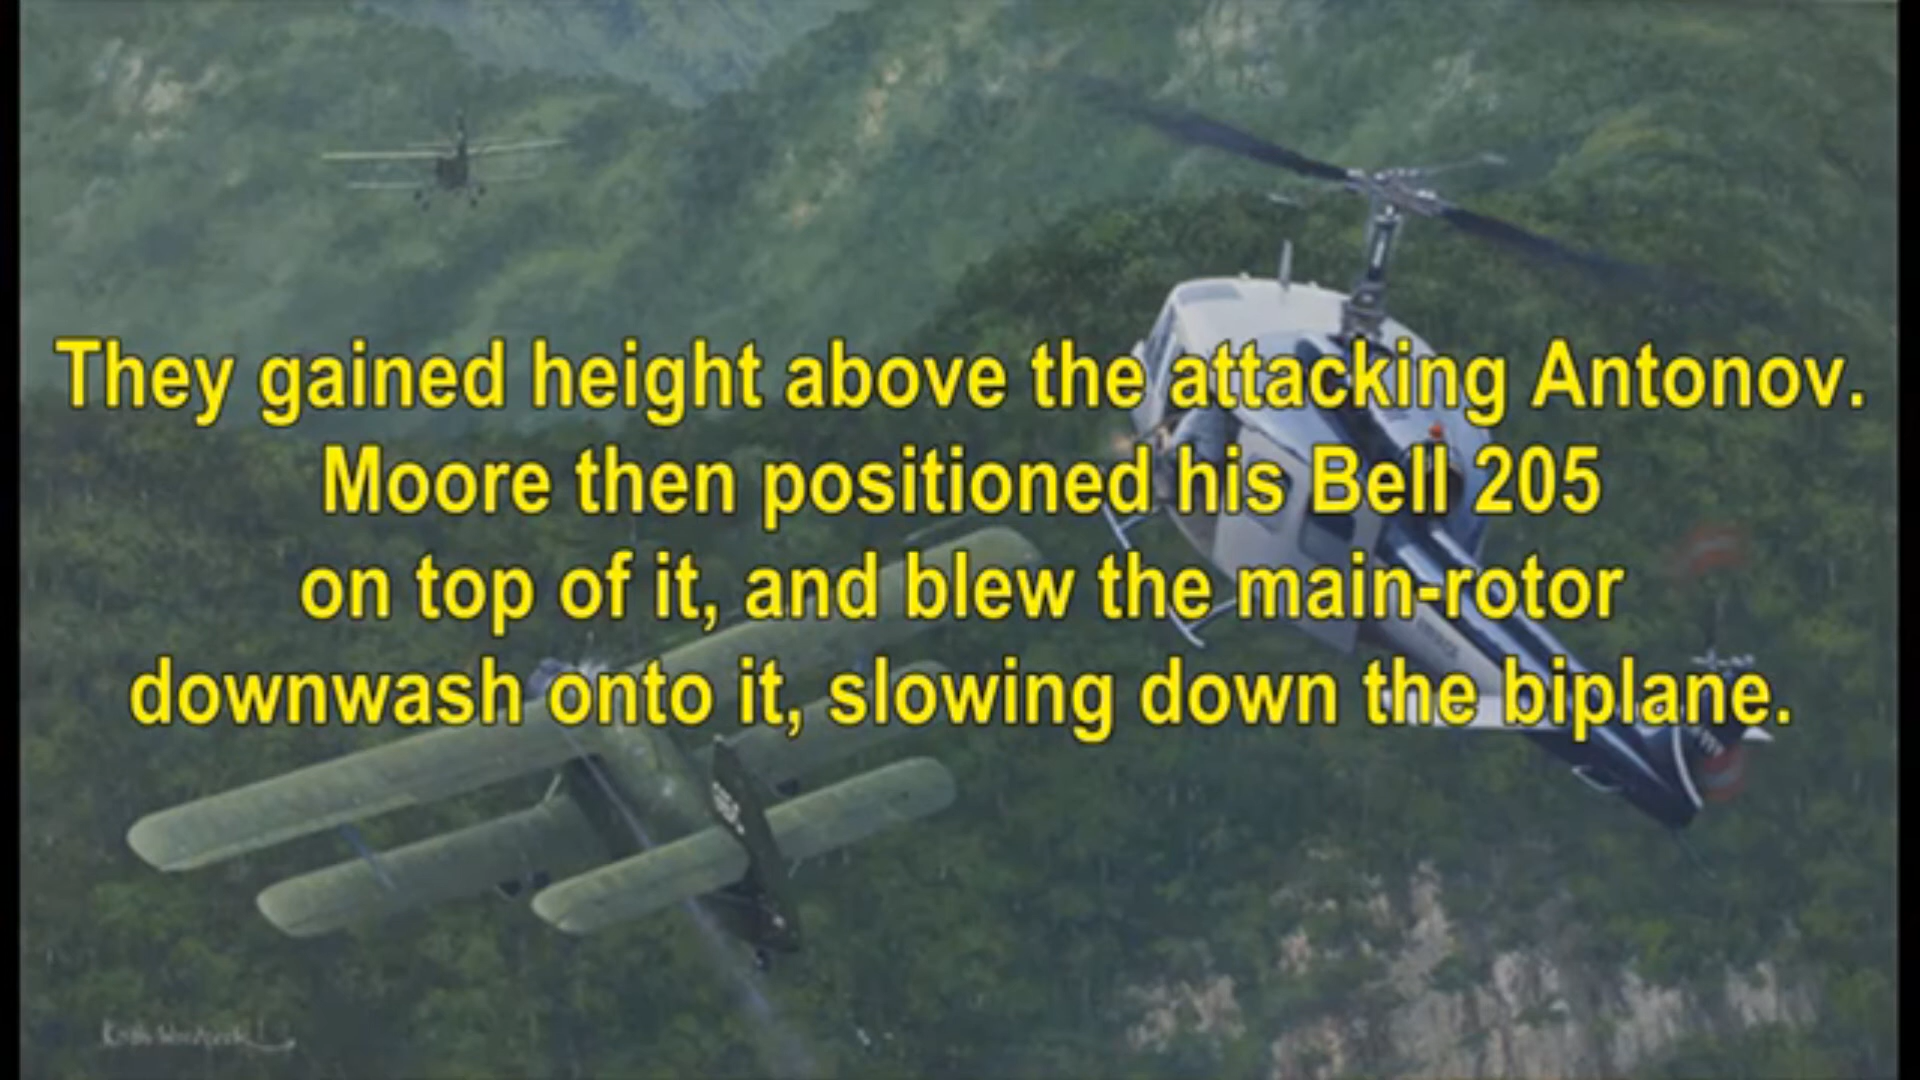 They gained height above the attacking Antonov.
Moore then positioned his Bell 205
on top of it, and blew the main-rotor
downwash onto it, slowing down the biplane.